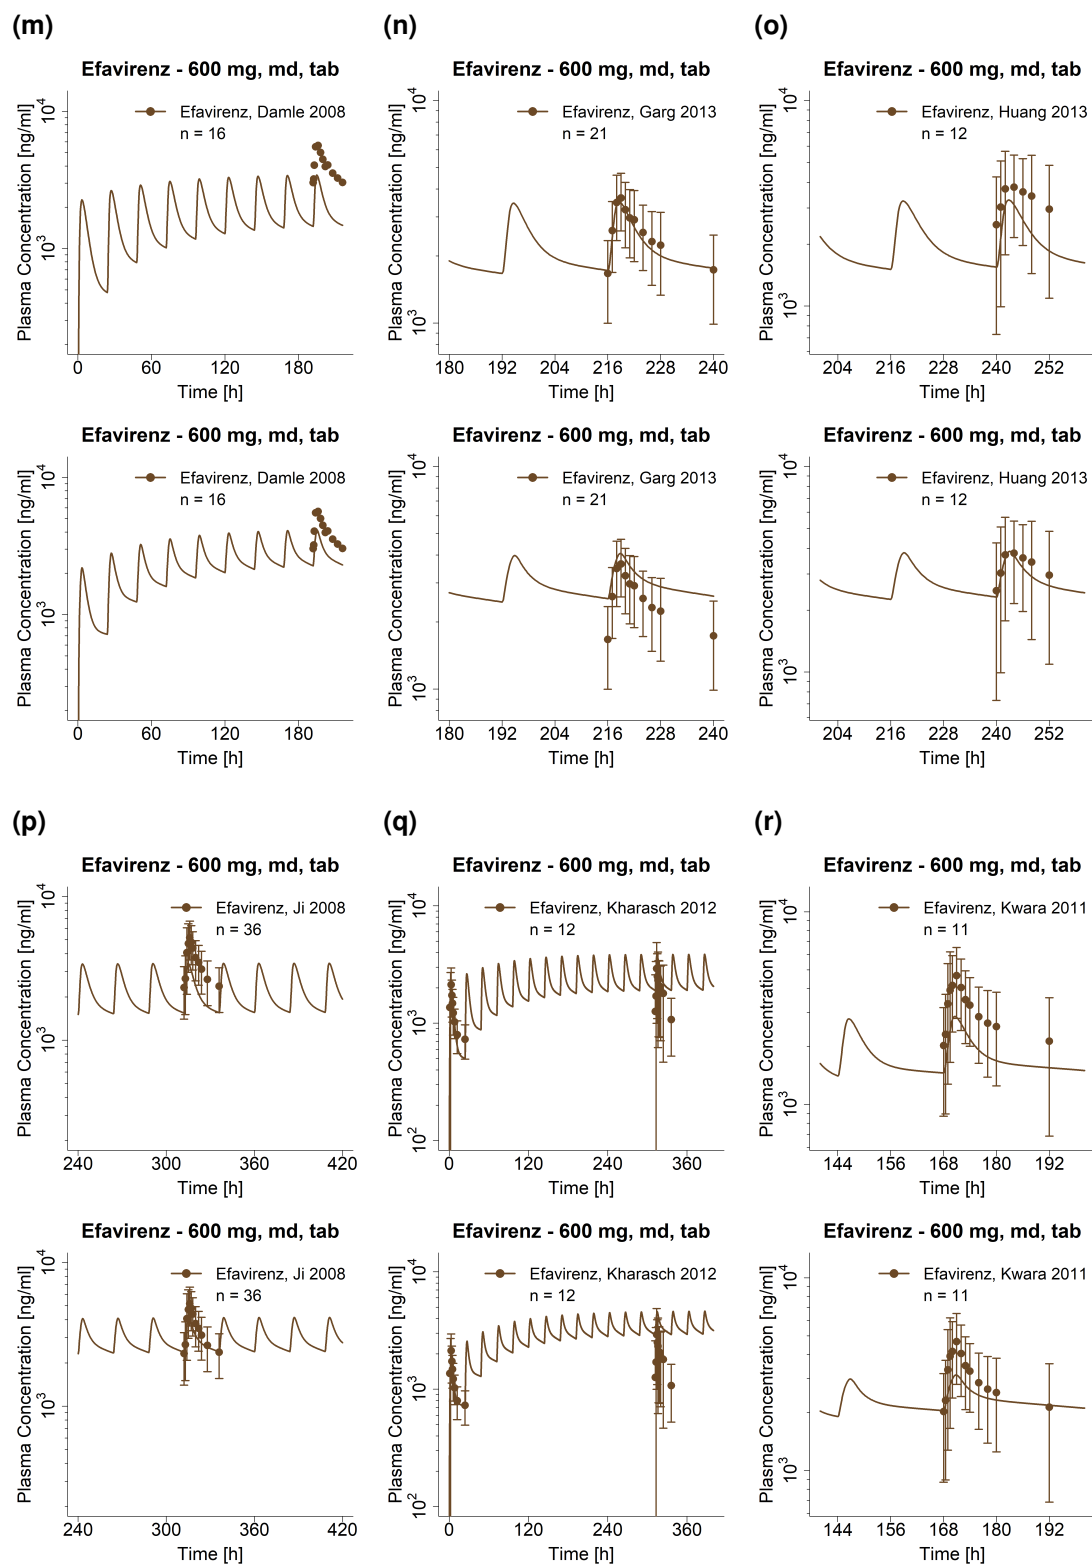 (m)
Efavirenz - 600 mg, md, tab
Plasma Concentration [ng/ml]
10^4
10^3
Efavirenz, Damle 2008
n = 16
0 60 120 180
Time [h]
Efavirenz - 600 mg, md, tab
Plasma Concentration [ng/ml]
10^4
10^3
Efavirenz, Damle 2008
n = 16
0 60 120 180
Time [h]
(n)
Efavirenz - 600 mg, md, tab
Plasma Concentration [ng/ml]
10^4
10^3
Efavirenz, Garg 2013
n = 21
180 192 204 216 228 240
Time [h]
Efavirenz - 600 mg, md, tab
Plasma Concentration [ng/ml]
10^4
10^3
Efavirenz, Garg 2013
n = 21
180 192 204 216 228 240
Time [h]
(o)
Efavirenz - 600 mg, md, tab
Plasma Concentration [ng/ml]
10^4
10^3
Efavirenz, Huang 2013
n = 12
204 216 228 240 252
Time [h]
Efavirenz - 600 mg, md, tab
Plasma Concentration [ng/ml]
10^4
10^3
Efavirenz, Huang 2013
n = 12
204 216 228 240 252
Time [h]
(p)
Efavirenz - 600 mg, md, tab
Plasma Concentration [ng/ml]
10^4
10^3
Efavirenz, Ji 2008
n = 36
240 300 360 420
Time [h]
Efavirenz - 600 mg, md, tab
Plasma Concentration [ng/ml]
10^4
10^3
Efavirenz, Ji 2008
n = 36
240 300 360 420
Time [h]
(q)
Efavirenz - 600 mg, md, tab
Plasma Concentration [ng/ml]
10^4
10^3
10^2
Efavirenz, Kharasch 2012
n = 12
0 120 240 360
Time [h]
Efavirenz - 600 mg, md, tab
Plasma Concentration [ng/ml]
10^4
10^3
10^2
Efavirenz, Kharasch 2012
n = 12
0 120 240 360
Time [h]
(r)
Efavirenz - 600 mg, md, tab
Plasma Concentration [ng/ml]
10^4
10^3
Efavirenz, Kwara 2011
n = 11
144 156 168 180 192
Time [h]
Efavirenz - 600 mg, md, tab
Plasma Concentration [ng/ml]
10^4
10^3
Efavirenz, Kwara 2011
n = 11
144 156 168 180 192
Time [h]